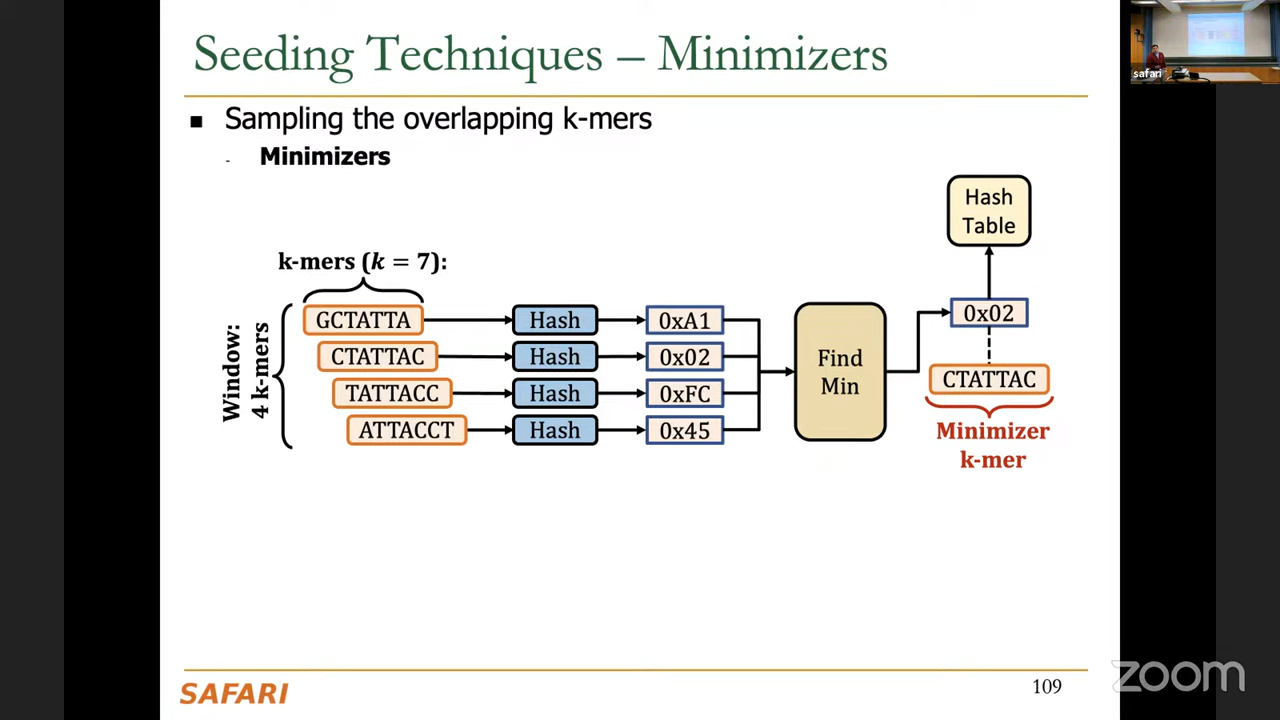 Seeding Techniques – Minimizers
safari
■ Sampling the overlapping k-mers
- Minimizers
Hash
Table
k-mers (k = 7):
Window:
4 k-mers
GCTATTA Hash 0xA1
CTATTAC Hash 0x02
TATTACC Hash 0xFC
ATTACCT Hash 0x45
Find
Min
0x02
CTATTAC
Minimizer
k-mer
SAFARI
109
zoom